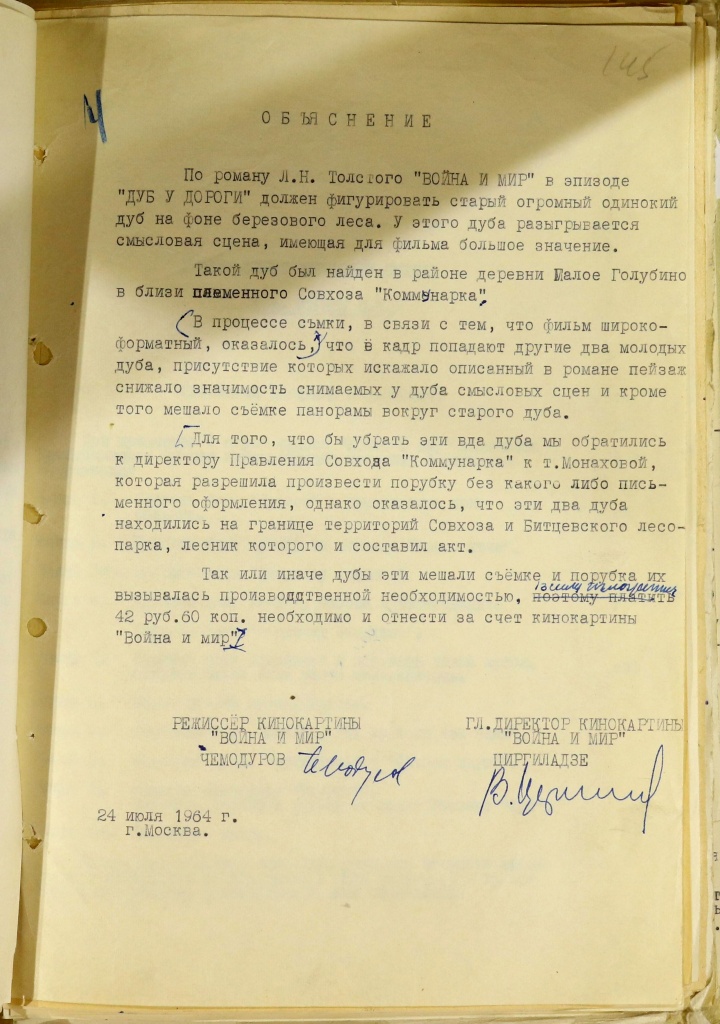 145
ОБЪЯСНЕНИЕ
По роману Л.Н. Толстого "ВОЙНА И МИР" в эпизоде
"ДУБ У ДОРОГИ" должен фигурировать старый огромный одинокий
дуб на фоне березового леса. У этого дуба разыгрывается
смысловая сцена, имеющая для фильма большое значение.
Такой дуб был найден в районе деревни Малое Голубино
в близи племенного Совхоза "Коммунарка".
В процессе съмки, в связи с тем, что фильм широко-
форматный, оказалось, что в кадр попадают другие два молодых
дуба, присутствие которых искажало описанный в романе пейзаж
снижало значимость снимаемых у дуба смысловых сцен и кроме
того мешало съёмке панорамы вокруг старого дуба.
Для того, что бы убрать эти вда дуба мы обратились
к директору Правления Совхода "Коммунарка" к т.Монаховой,
которая разрешила произвести порубку без какого либо пись-
менного оформления, однако оказалось, что эти два дуба
находились на границе территорий Совхоза и Битцевского лесо-
парка, лесник которого и составил акт.
Так или иначе дубы эти мешали съёмке и порубка их
вызывалась производственной необходимостью, поэтому платить
42 руб.60 коп. необходимо и отнести за счет кинокартины
"Война и мир".
РЕЖИССЁР КИНОКАРТИНЫ
"ВОЙНА И МИР"
ЧЕМОДУРОВ
ГЛ.ДИРЕКТОР КИНОКАРТИНЫ
"ВОЙНА И МИР"
ЦИРГИЛАДЗЕ
24 июля 1964 г.
г.Москва.